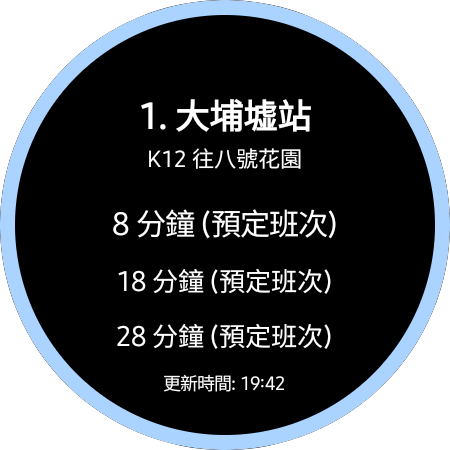 1. 大埔墟站
K12 往八號花園
8 分鐘 (預定班次)
18 分鐘 (預定班次)
28 分鐘 (預定班次)
更新時間: 19:42